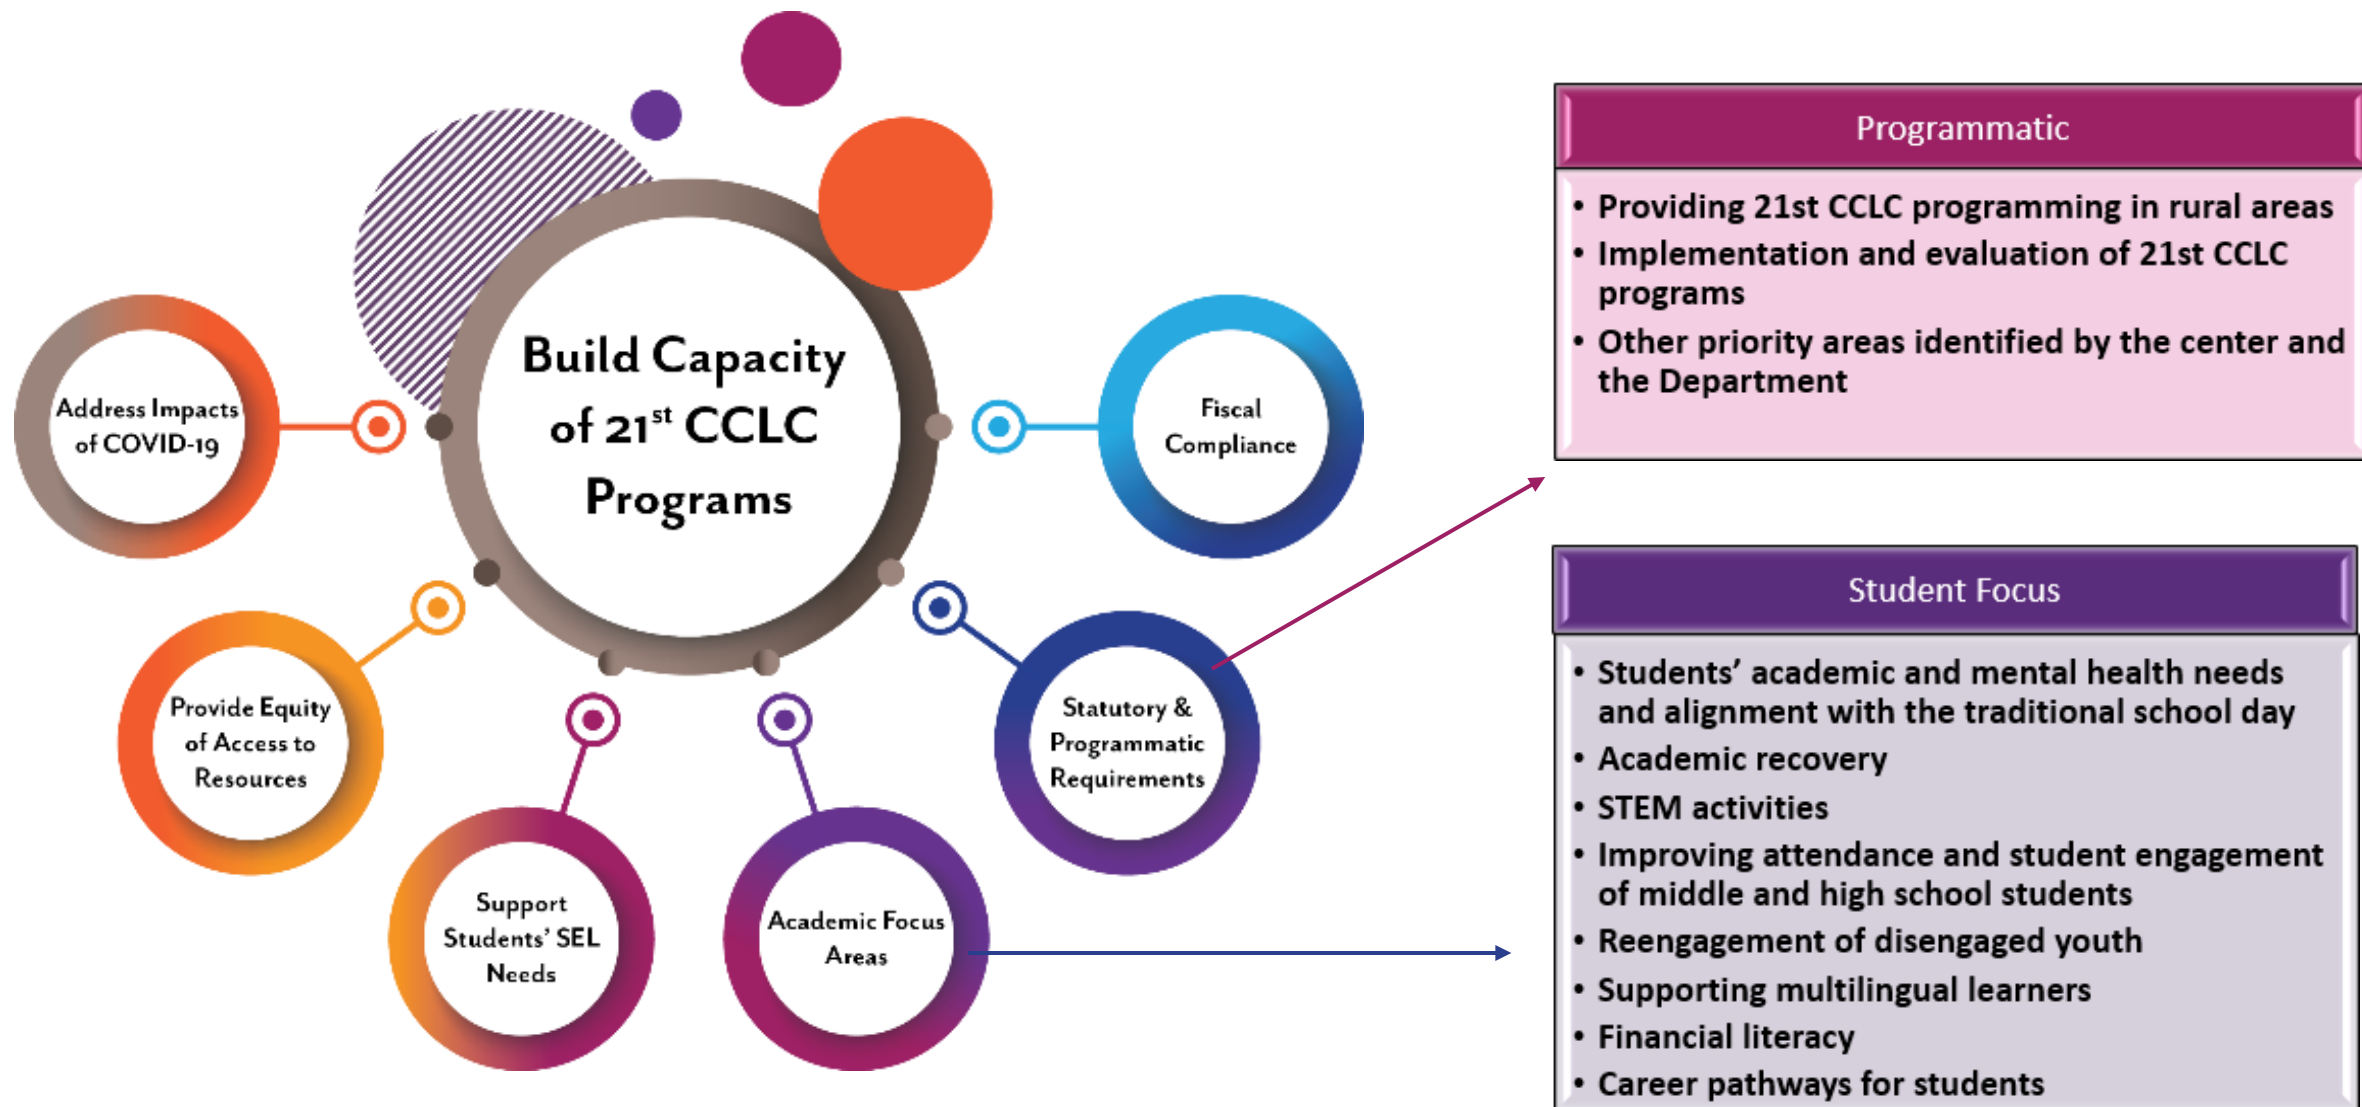 Build Capacity
of 21st CCLC
Programs
Address Impacts
of COVID-19
Provide Equity
of Access to
Resources
Support
Students’ SEL
Needs
Academic Focus
Areas
Statutory &
Programmatic
Requirements
Fiscal
Compliance
Programmatic
• Providing 21st CCLC programming in rural areas
• Implementation and evaluation of 21st CCLC
programs
• Other priority areas identified by the center and
the Department
Student Focus
• Students’ academic and mental health needs
and alignment with the traditional school day
• Academic recovery
• STEM activities
• Improving attendance and student engagement
of middle and high school students
• Reengagement of disengaged youth
• Supporting multilingual learners
• Financial literacy
• Career pathways for students